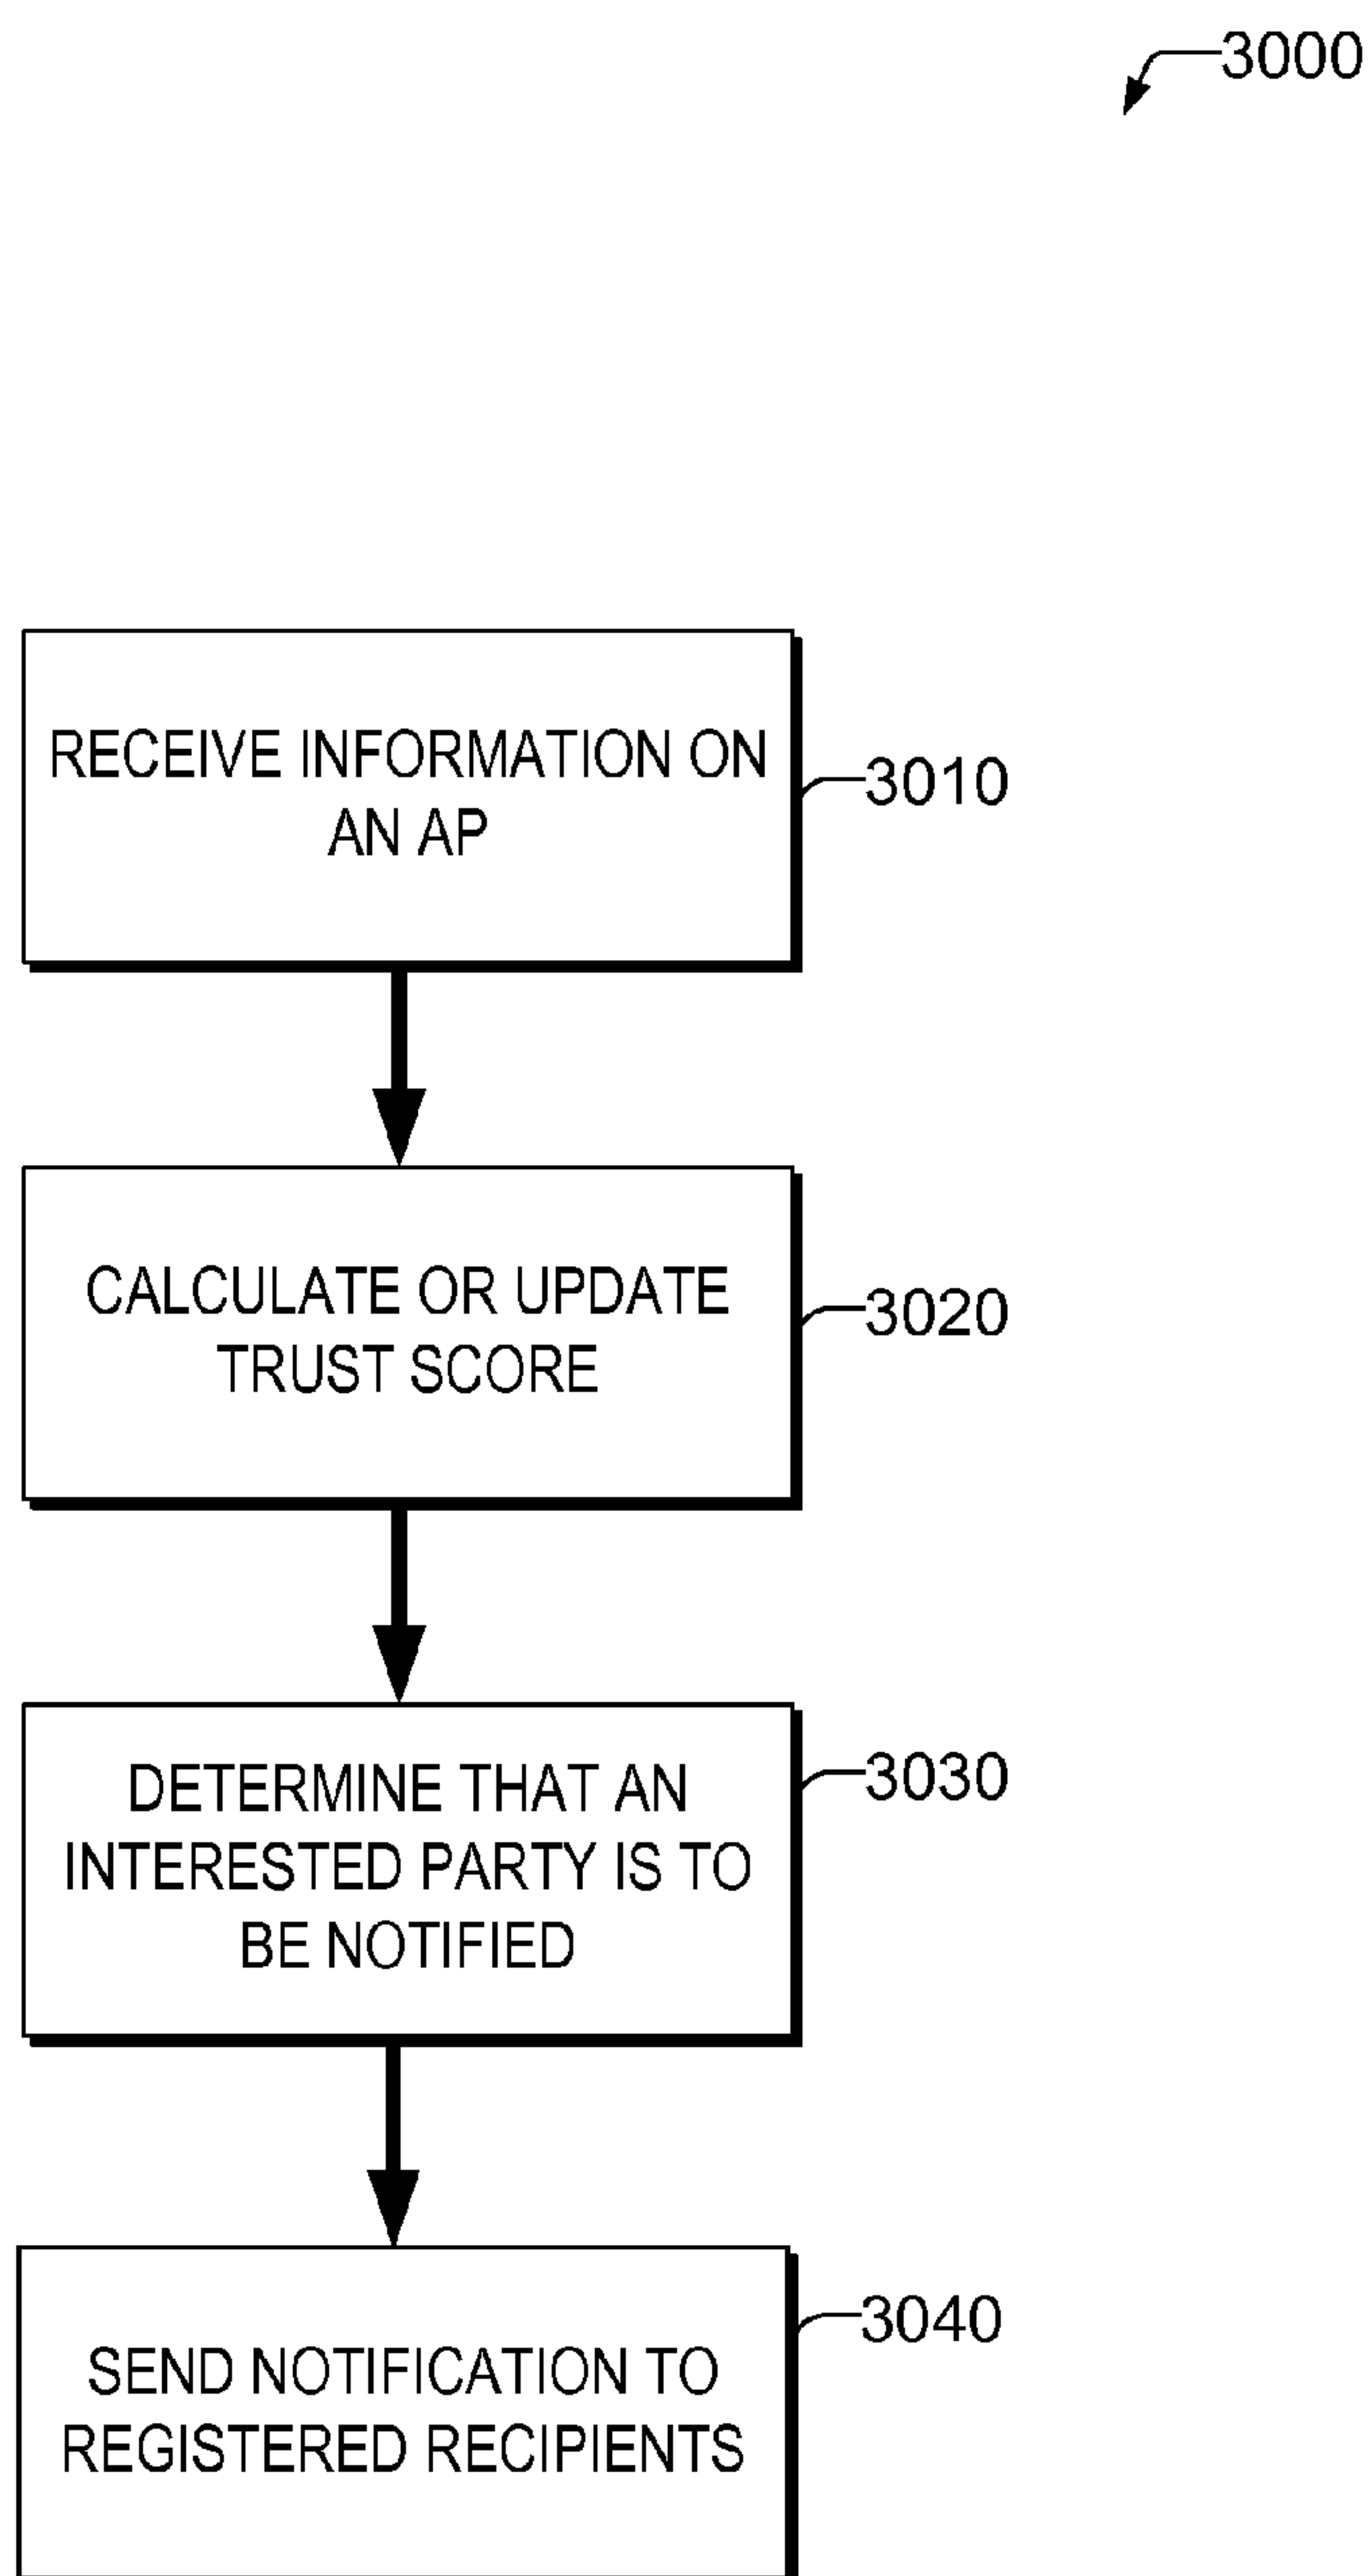 3000
RECEIVE INFORMATION ON
AN AP
3010
CALCULATE OR UPDATE
TRUST SCORE
3020
DETERMINE THAT AN
INTERESTED PARTY IS TO
BE NOTIFIED
3030
SEND NOTIFICATION TO
REGISTERED RECIPIENTS
3040